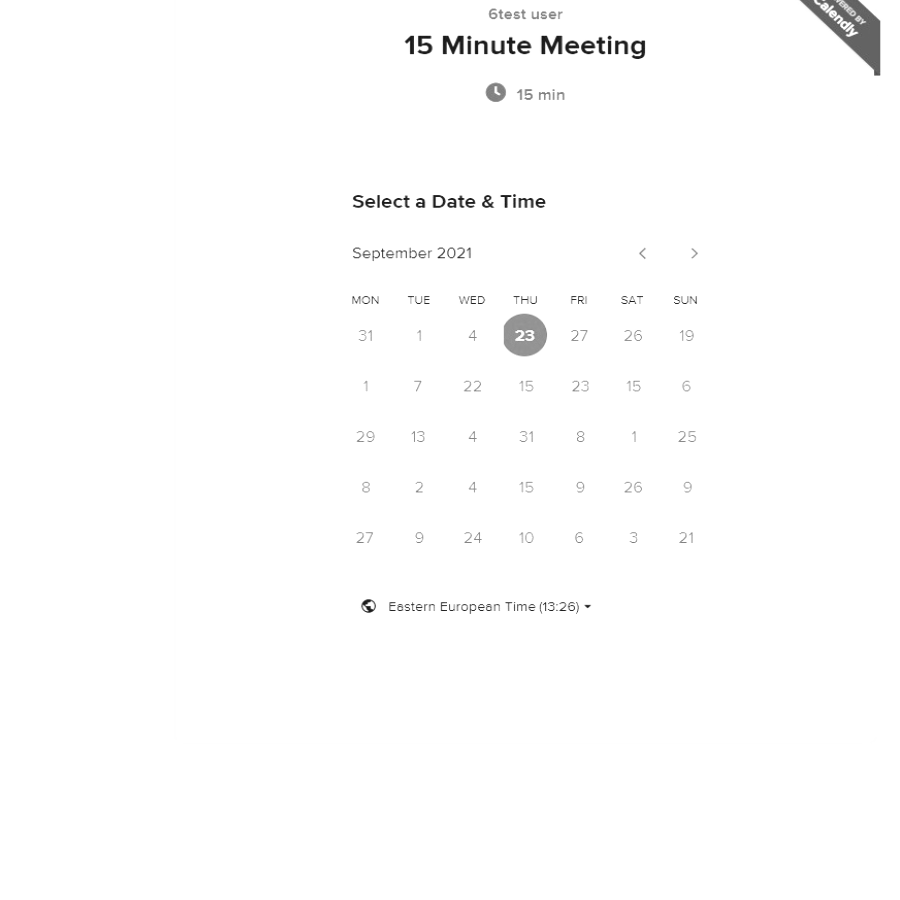 6test user
15 Minute Meeting
15 min
Calendly
Select a Date & Time
September 2021
MON TUE WED THU FRI SAT SUN
31 1 4 23 27 26 19
1 7 22 15 23 15 6
29 13 4 31 8 1 25
8 2 4 15 9 26 9
27 9 24 10 6 3 21
Eastern European Time (13:26)